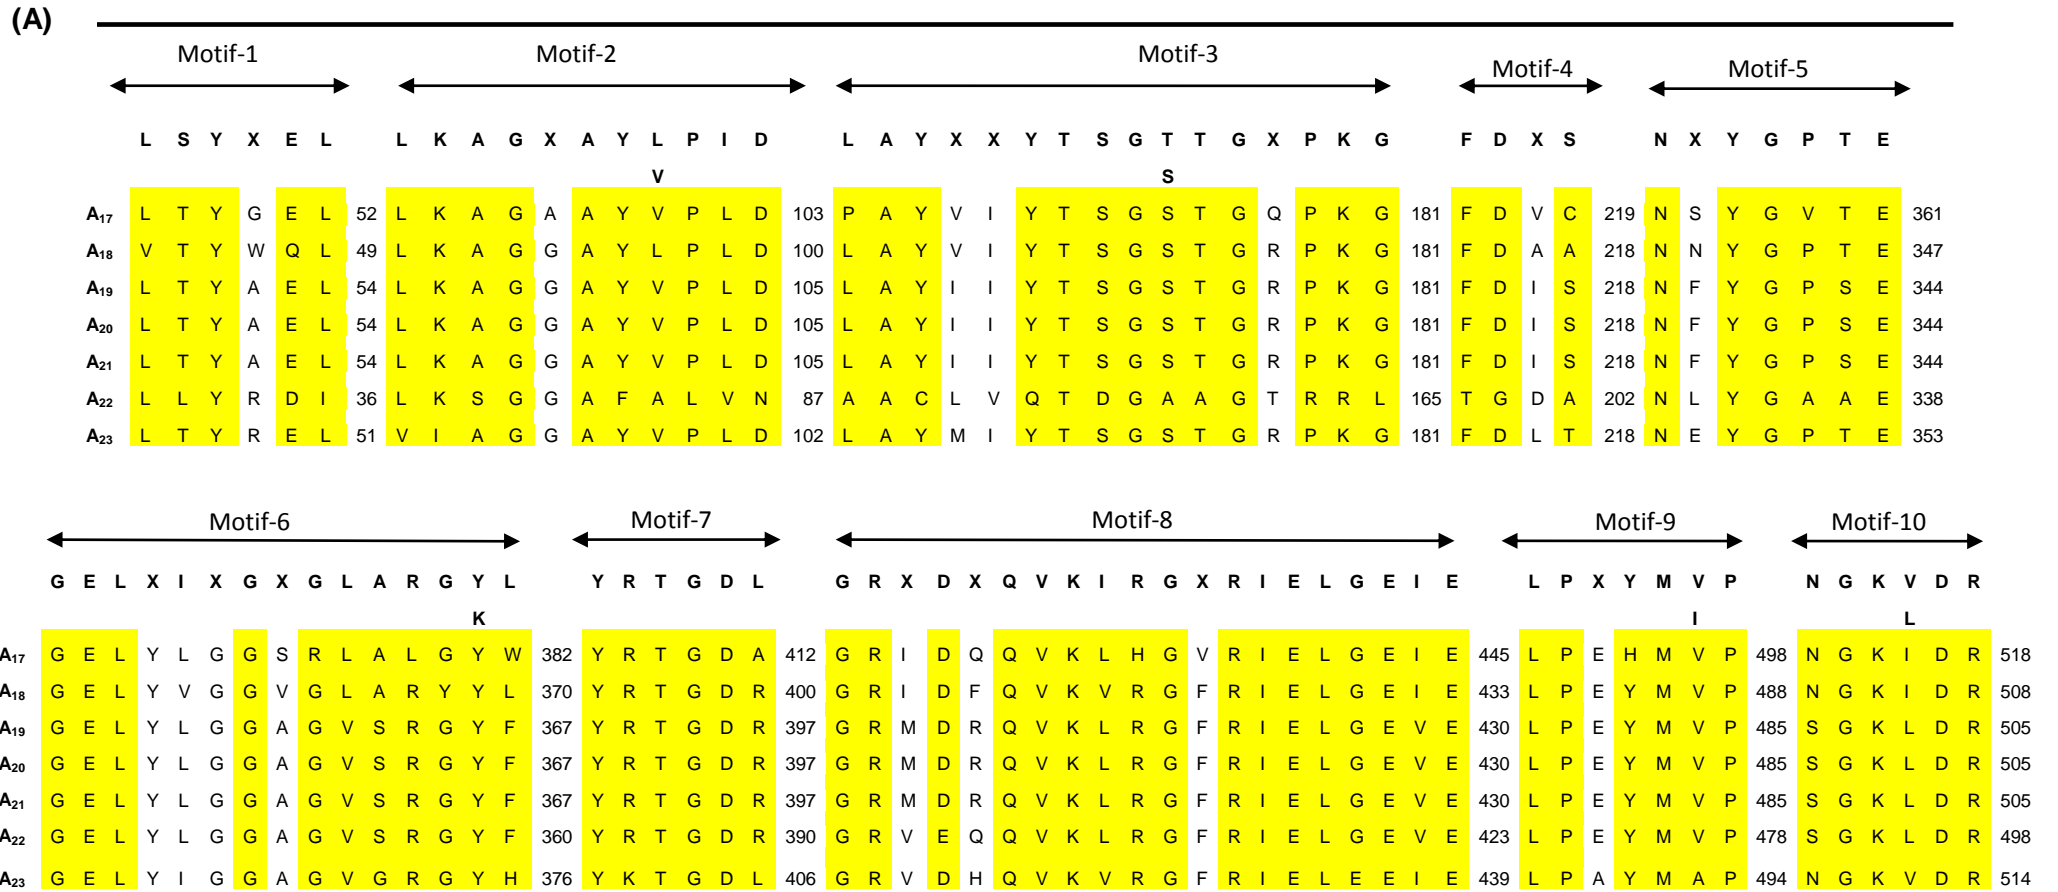 (A)
Motif-1 Motif-2 Motif-3 Motif-4 Motif-5
L S Y X E L L K A G X A Y L P I D L A Y X X Y T S G T T G X P K G F D X S N X Y G P T E
V S
A17 L T Y G E L 52 L K A G A A Y V P L D 103 P A Y V I Y T S G S T G Q P K G 181 F D V C 219 N S Y G V T E 361
A18 V T Y W Q L 49 L K A G G A Y L P L D 100 L A Y V I Y T S G S T G R P K G 181 F D A A 218 N N Y G P T E 347
A19 L T Y A E L 54 L K A G G A Y V P L D 105 L A Y I I Y T S G S T G R P K G 181 F D I S 218 N F Y G P S E 344
A20 L T Y A E L 54 L K A G G A Y V P L D 105 L A Y I I Y T S G S T G R P K G 181 F D I S 218 N F Y G P S E 344
A21 L T Y A E L 54 L K A G G A Y V P L D 105 L A Y I I Y T S G S T G R P K G 181 F D I S 218 N F Y G P S E 344
A22 L L Y R D I 36 L K S G G A F A L V N 87 A A C L V Q T D G A A G T R R L 165 T G D A 202 N L Y G A A E 338
A23 L T Y R E L 51 V I A G G A Y V P L D 102 L A Y M I Y T S G S T G R P K G 181 F D L T 218 N E Y G P T E 353
Motif-6 Motif-7 Motif-8 Motif-9 Motif-10
G E L X I X G X G L A R G Y L Y R T G D L G R X D X Q V K I R G X R I E L G E I E L P X Y M V P N G K V D R
K I L
A17 G E L Y L G G S R L A L G Y W 382 Y R T G D A 412 G R I D Q Q V K L H G V R I E L G E I E 445 L P E H M V P 498 N G K I D R 518
A18 G E L Y V G G V G L A R Y Y L 370 Y R T G D R 400 G R I D F Q V K V R G F R I E L G E I E 433 L P E Y M V P 488 N G K I D R 508
A19 G E L Y L G G A G V S R G Y F 367 Y R T G D R 397 G R M D R Q V K L R G F R I E L G E V E 430 L P E Y M V P 485 S G K L D R 505
A20 G E L Y L G G A G V S R G Y F 367 Y R T G D R 397 G R M D R Q V K L R G F R I E L G E V E 430 L P E Y M V P 485 S G K L D R 505
A21 G E L Y L G G A G V S R G Y F 367 Y R T G D R 397 G R M D R Q V K L R G F R I E L G E V E 430 L P E Y M V P 485 S G K L D R 505
A22 G E L Y L G G A G V S R G Y F 360 Y R T G D R 390 G R V E Q Q V K L R G F R I E L G E V E 423 L P E Y M V P 478 S G K L D R 498
A23 G E L Y I G G A G V G R G Y H 376 Y K T G D L 406 G R V D H Q V K V R G F R I E L E E I E 439 L P A Y M A P 494 N G K V D R 514